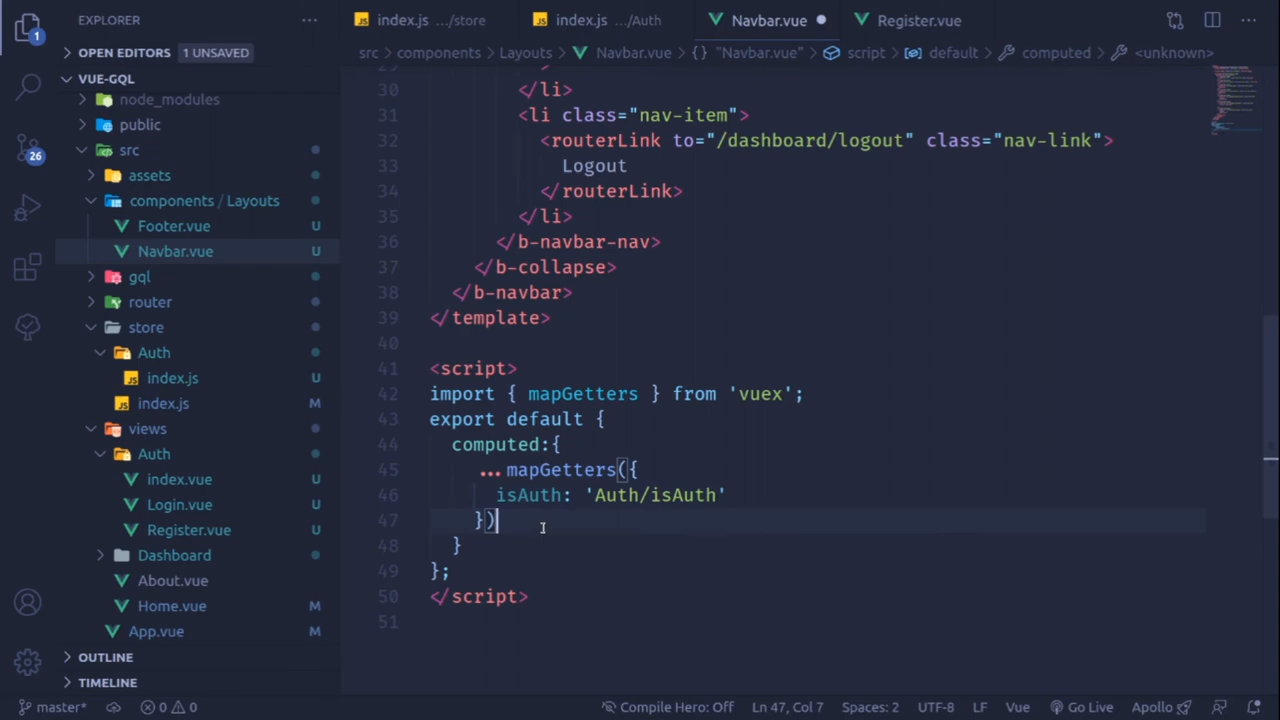 EXPLORER
index.js .../store
index.js .../Auth
Navbar.vue
Register.vue
OPEN EDITORS 1 UNSAVED
src components Layouts Navbar.vue {} "Navbar.vue" script default computed <unknown>
VUE-GQL
node_modules
public
src
assets
components / Layouts
Footer.vue U
Navbar.vue U
gql
router
store
Auth
index.js U
index.js M
views
Auth
index.vue U
Login.vue U
Register.vue U
Dashboard
About.vue
Home.vue M
App.vue M
OUTLINE
TIMELINE
1
26
30 </li>
31 <li class="nav-item">
32 <routerLink to="/dashboard/logout" class="nav-link">
33 Logout
34 </routerLink>
35 </li>
36 </b-navbar-nav>
37 </b-collapse>
38 </b-navbar>
39 </template>
40
41 <script>
42 import { mapGetters } from 'vuex';
43 export default {
44 computed:{
45 ...mapGetters({
46 isAuth: 'Auth/isAuth'
47 })
48 }
49 };
50 </script>
51
master* 0 0 Compile Hero: Off Ln 47, Col 7 Spaces: 2 UTF-8 LF Vue Go Live Apollo